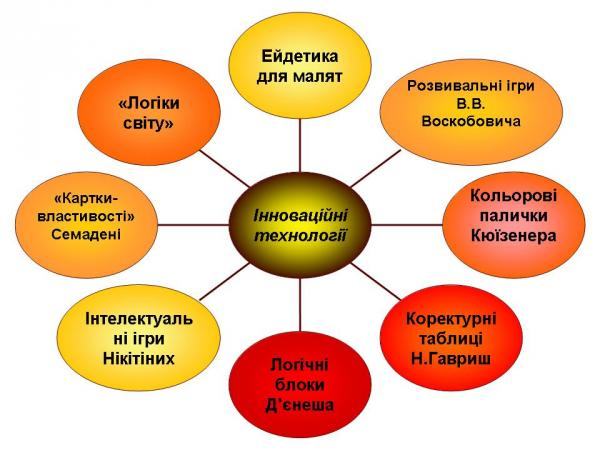 Ейдетика
для малят
Розвивальні ігри
В.В.
Воскобовича
«Логіки
світу»
Інноваційні
технології
«Картки-
властивості»
Семадені
Кольорові
палички
Кюїзенера
Інтелектуаль
ні ігри
Нікітіних
Коректурні
таблиці
Н.Гавриш
Логічні
блоки
Д’єнеша